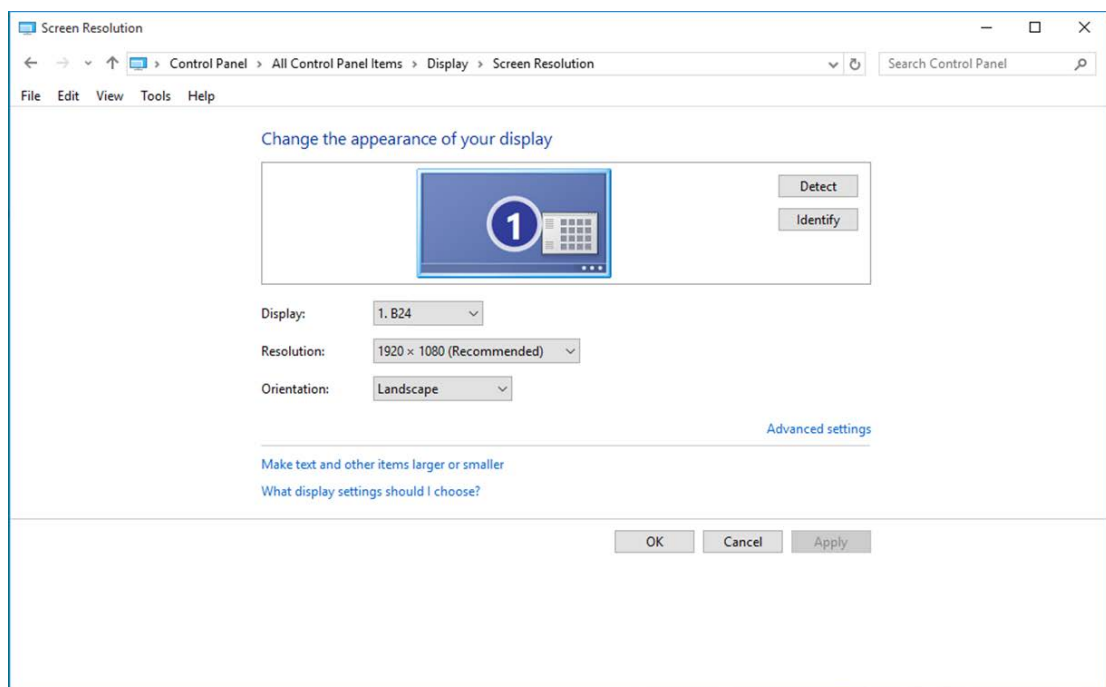 Screen Resolution
Control Panel > All Control Panel Items > Display > Screen Resolution
Search Control Panel
File Edit View Tools Help
Change the appearance of your display
1
Detect
Identify
Display: 1. B24
Resolution: 1920 × 1080 (Recommended)
Orientation: Landscape
Advanced settings
Make text and other items larger or smaller
What display settings should I choose?
OK Cancel Apply